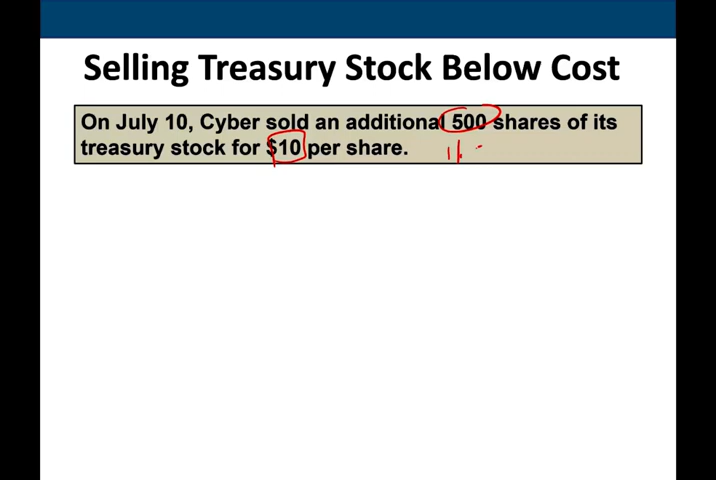 Selling Treasury Stock Below Cost
On July 10, Cyber sold an additional 500 shares of its
treasury stock for $10 per share.